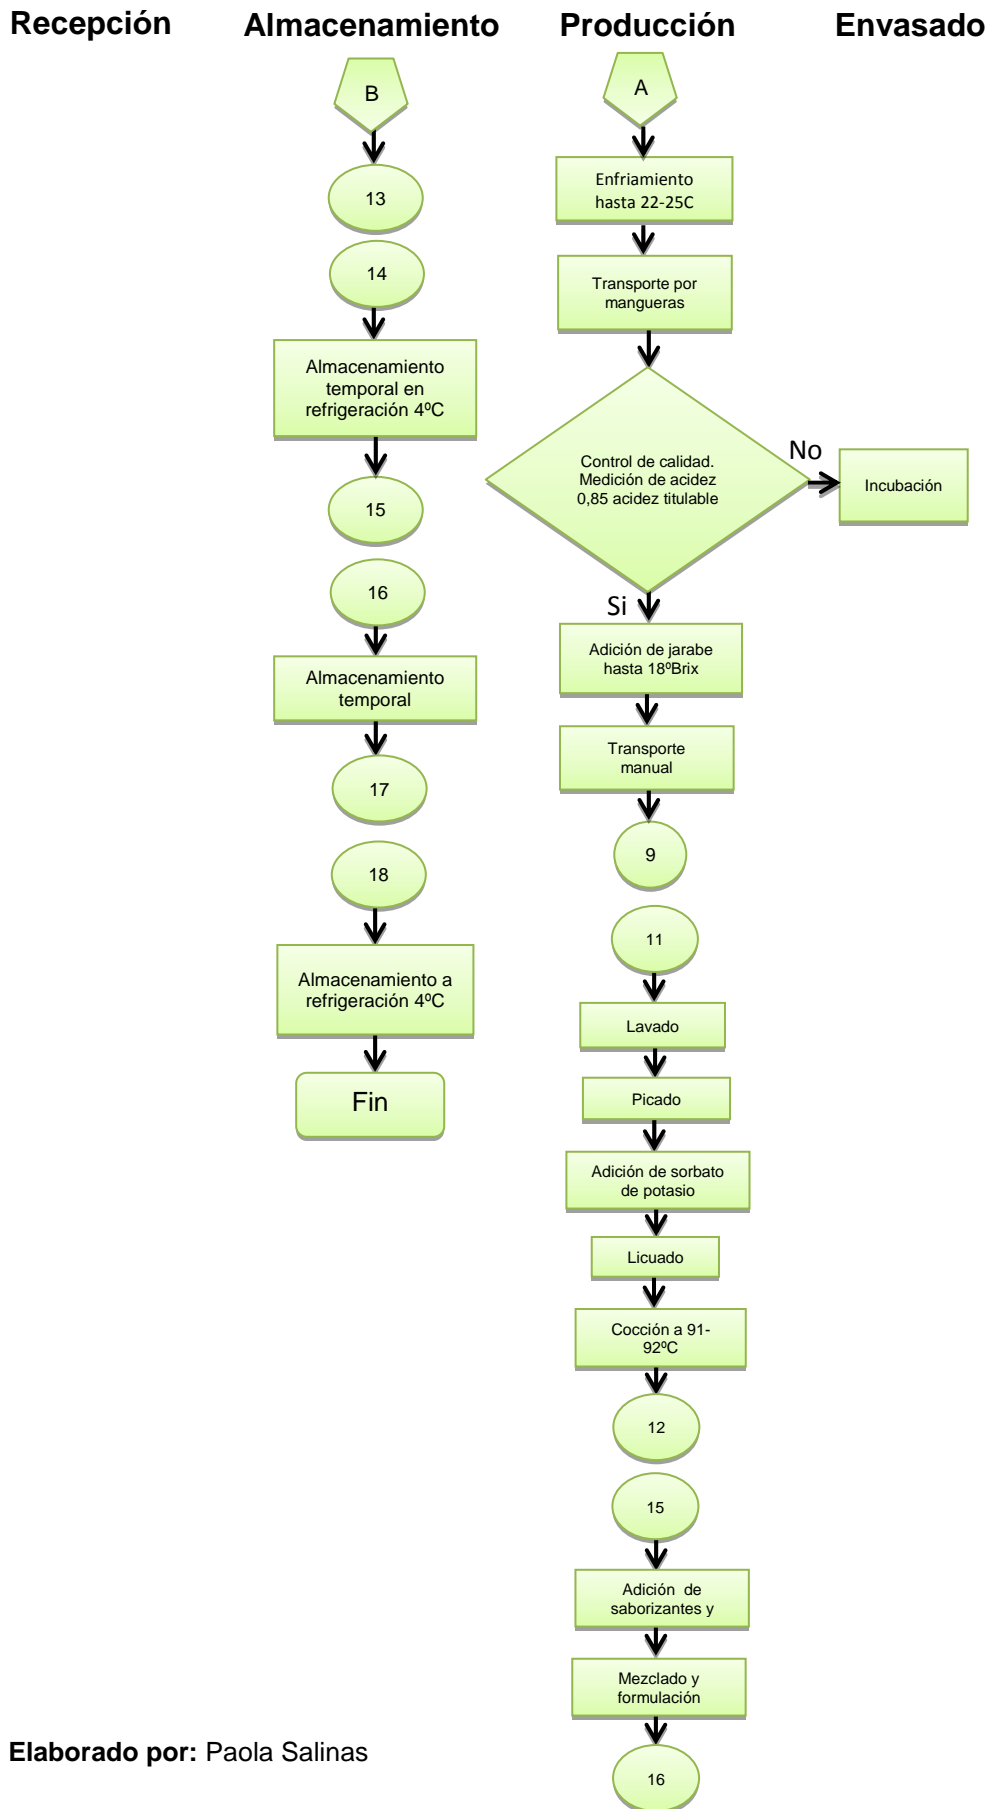 Recepción
Almacenamiento
Producción
Envasado
B
13
14
Almacenamiento
temporal en
refrigeración 4ºC
15
16
Almacenamiento
temporal
17
18
Almacenamiento a
refrigeración 4ºC
Fin
A
Enfriamiento
hasta 22-25C
Transporte por
mangueras
Control de calidad.
Medición de acidez
0,85 acidez titulable
No
Incubación
Si
Adición de jarabe
hasta 18ºBrix
Transporte
manual
9
11
Lavado
Picado
Adición de sorbato
de potasio
Licuado
Cocción a 91-
92ºC
12
15
Adición de
saborizantes y
Mezclado y
formulación
16
Elaborado por: Paola Salinas